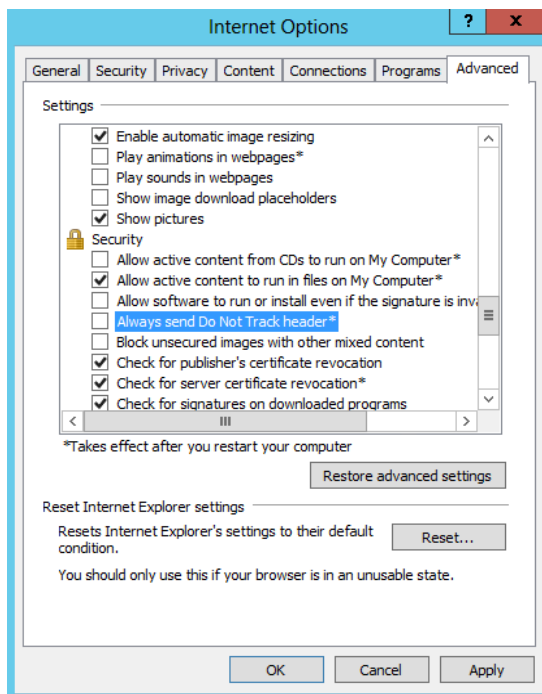 Internet Options
?
x
General Security Privacy Content Connections Programs Advanced
Settings
Enable automatic image resizing
Play animations in webpages*
Play sounds in webpages
Show image download placeholders
Show pictures
Security
Allow active content from CDs to run on My Computer*
Allow active content to run in files on My Computer*
Allow software to run or install even if the signature is inva
Always send Do Not Track header*
Block unsecured images with other mixed content
Check for publisher's certificate revocation
Check for server certificate revocation*
Check for signatures on downloaded programs
*Takes effect after you restart your computer
Restore advanced settings
Reset Internet Explorer settings
Resets Internet Explorer's settings to their default
condition.
Reset...
You should only use this if your browser is in an unusable state.
OK Cancel Apply